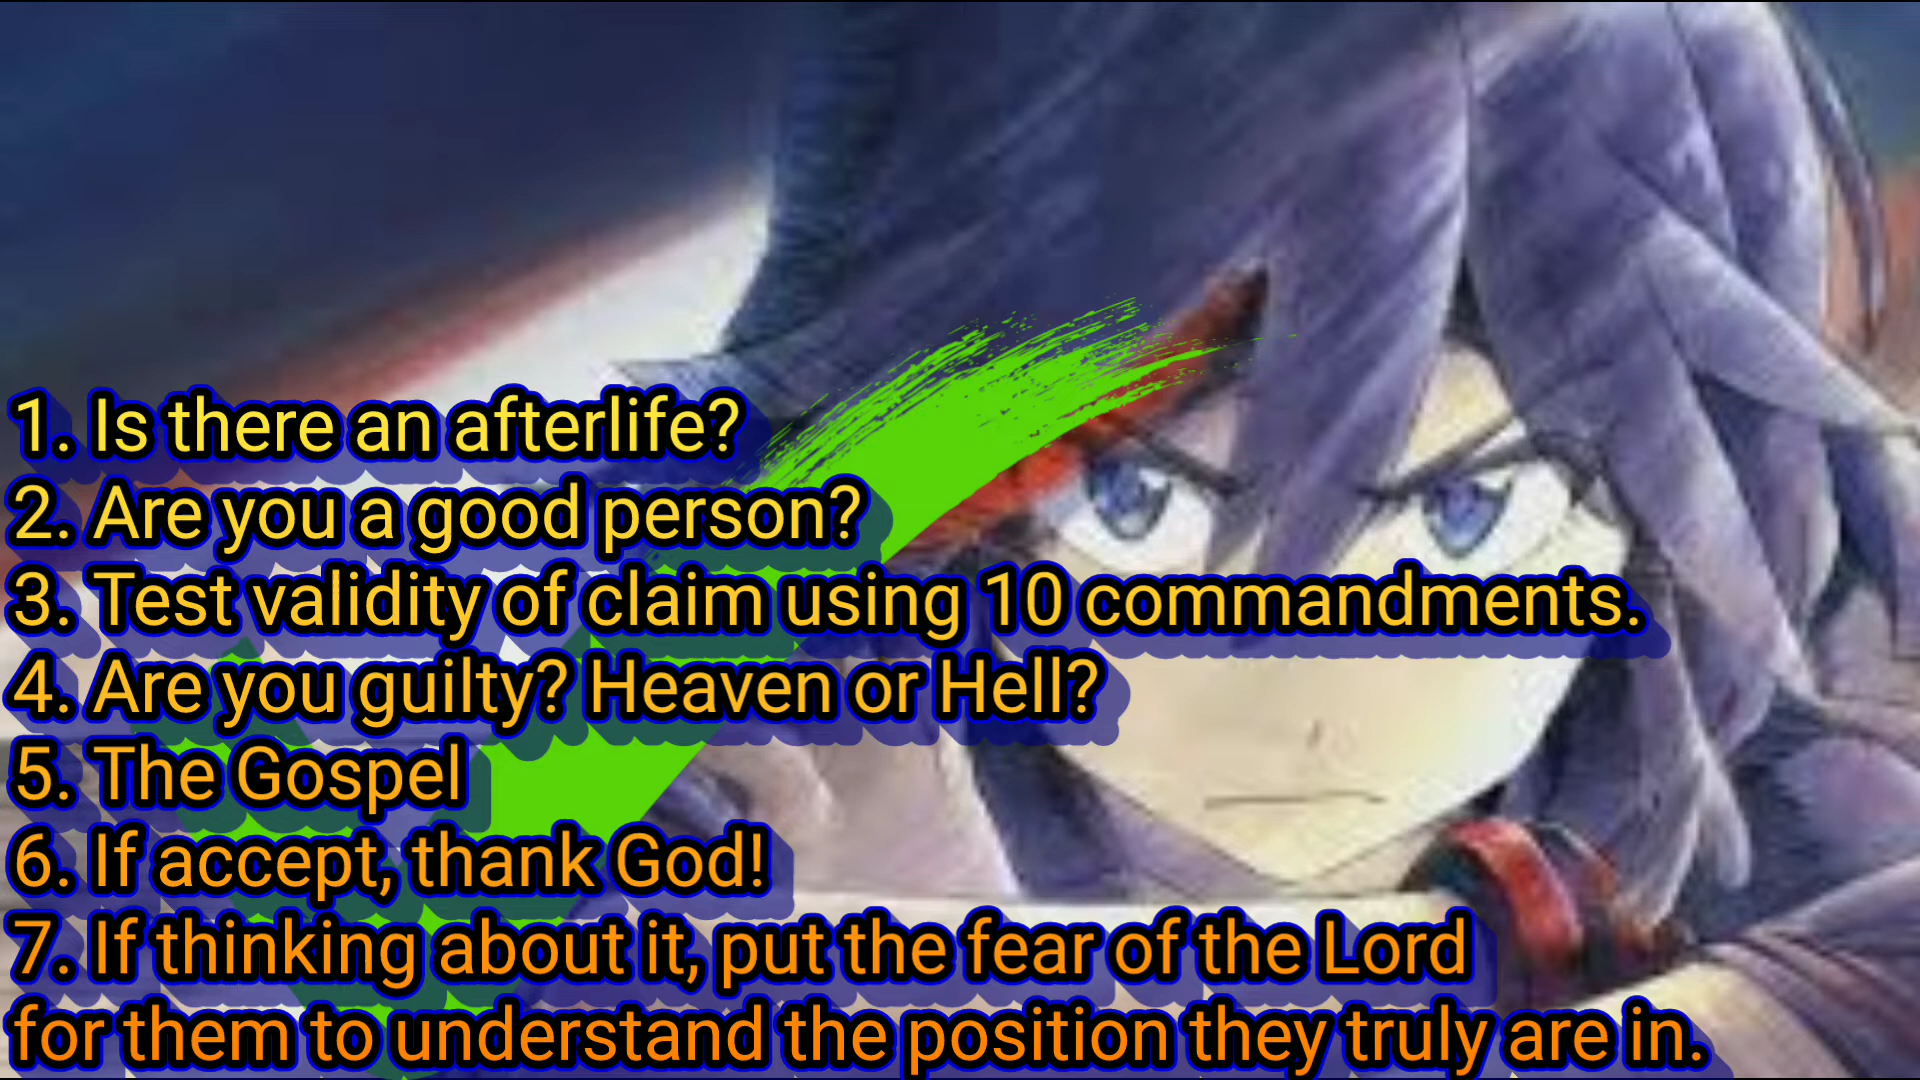 1. Is there an afterlife?
2. Are you a good person?
3. Test validity of claim using 10 commandments.
4. Are you guilty? Heaven or Hell?
5. The Gospel
6. If accept, thank God!
7. If thinking about it, put the fear of the Lord
for them to understand the position they truly are in.